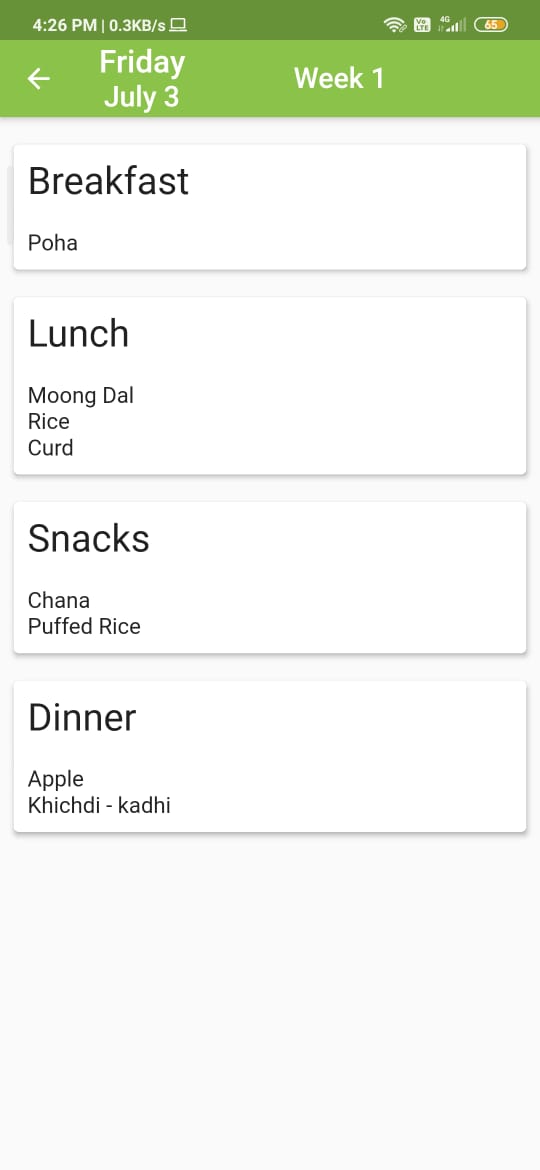 4:26 PM | 0.3KB/s
Vo LTE 4G 65
Friday
July 3
Week 1
Breakfast
Poha
Lunch
Moong Dal
Rice
Curd
Snacks
Chana
Puffed Rice
Dinner
Apple
Khichdi - kadhi